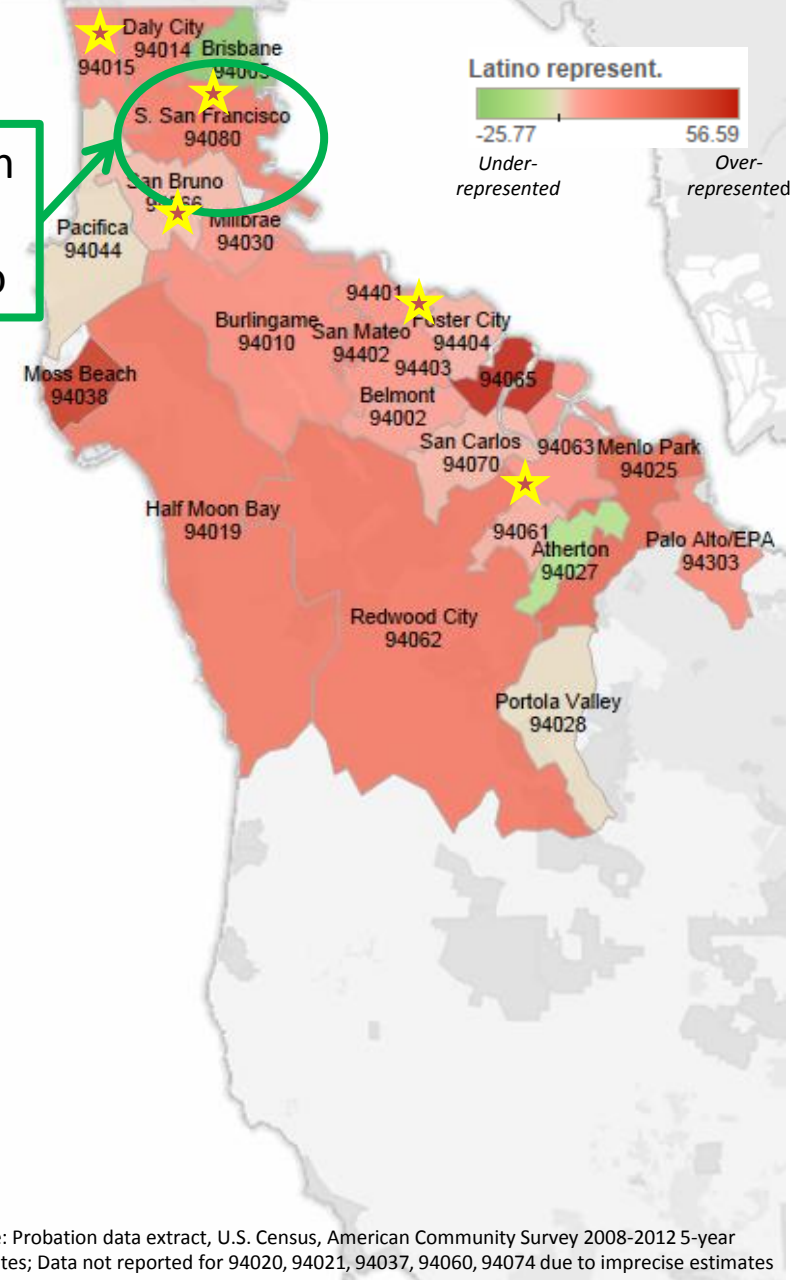 Daly City
94014
Brisbane
94005
94015
Latino represent.
-25.77 56.59
Under-
represented
Over-
represented
S. San Francisco
94080
San Bruno
Millbrae
94030
Pacifica
94044
94401
Burlingame
94010
San Mateo
94402
Foster City
94404
94403
94065
Moss Beach
94038
Belmont
94002
San Carlos
94070
94063
Menlo Park
94025
Half Moon Bay
94019
94061
Atherton
94027
Palo Alto/EPA
94303
Redwood City
94062
Portola Valley
94028
e: Probation data extract, U.S. Census, American Community Survey 2008-2012 5-year
tes; Data not reported for 94020, 94021, 94037, 94060, 94074 due to imprecise estimates